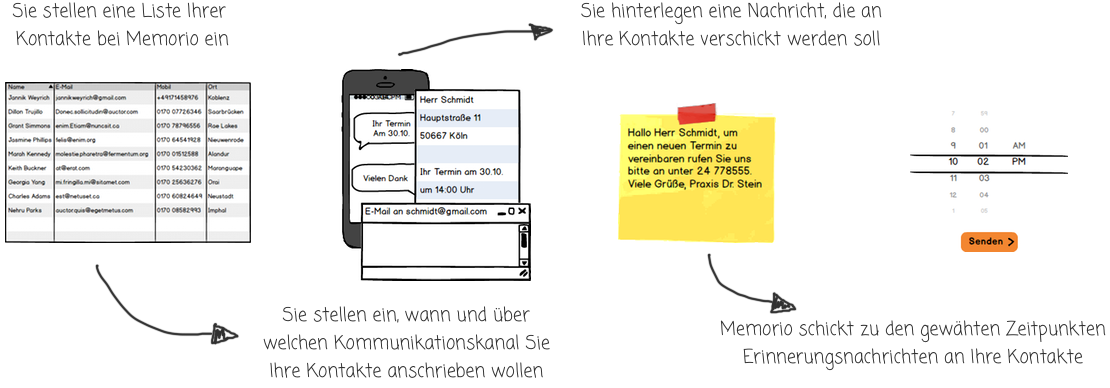 Sie stellen eine Liste Ihrer
Kontakte bei Memorio ein
Name E-Mail Mobil Ort
Jannik Weyrich jannikweyrich@gmail.com +49171458976 Koblenz
Dillon Trujillo Donec.sollicitudin@auctor.com 0170 07726346 Saarbrücken
Grant Simmons enim.Etiam@nuncait.ca 0170 78796556 Rae Lakes
Jasmine Phillips felis@enim.org 0170 64541928 Nieuwenrode
Marah Kennedy molestie.pharetra@fermentum.org 0170 01512588 Alandur
Keith Buckner at@erat.com 0170 54230362 Maranguape
Georgia Yang mi.fringilla.mi@sitamet.com 0170 25636276 Orai
Charles Adams est@netuset.ca 0170 60824649 Neustadt
Nehru Parks auctor.quis@egetmetus.com 0170 08582993 Imphal
Sie stellen ein, wann und über
welchen Kommunikationskanal Sie
Ihre Kontakte anschrieben wollen
PM
Ihr Termin
Am 30.10.
Vielen Dank
Herr Schmidt
Hauptstraße 11
50667 Köln
Ihr Termin am 30.10.
um 14:00 Uhr
E-Mail an schmidt@gmail.com
Sie hinterlegen eine Nachricht, die an
Ihre Kontakte verschickt werden soll
Hallo Herr Schmidt, um
einen neuen Termin zu
vereinbaren rufen Sie uns
bitte an unter 24 778555.
Viele Grüße, Praxis Dr. Stein
7
8 00
9 01 AM
10 02 PM
11 03
12 04
1
Senden
Memorio schickt zu den gewähten Zeitpunkten
Erinnerungsnachrichten an Ihre Kontakte